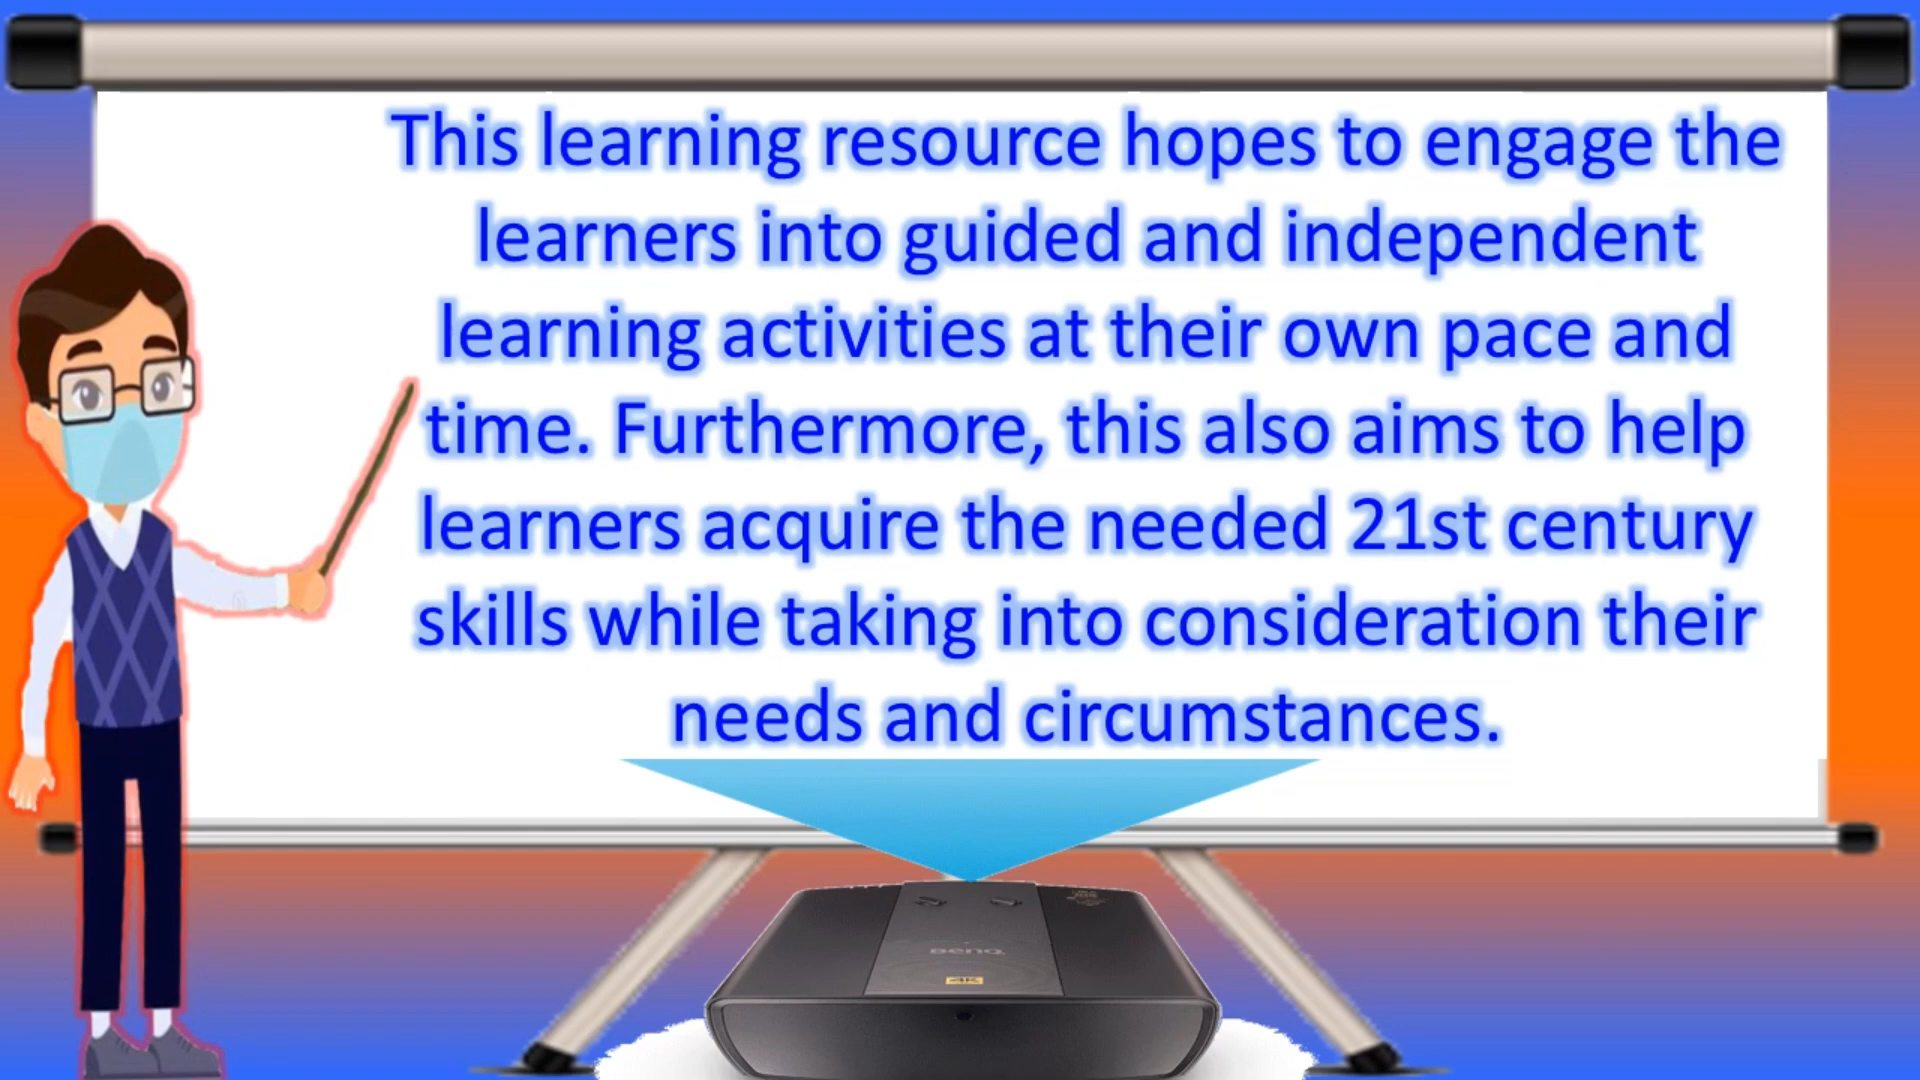 This learning resource hopes to engage the
learners into guided and independent
learning activities at their own pace and
time. Furthermore, this also aims to help
learners acquire the needed 21st century
skills while taking into consideration their
needs and circumstances.
BenQ
4K